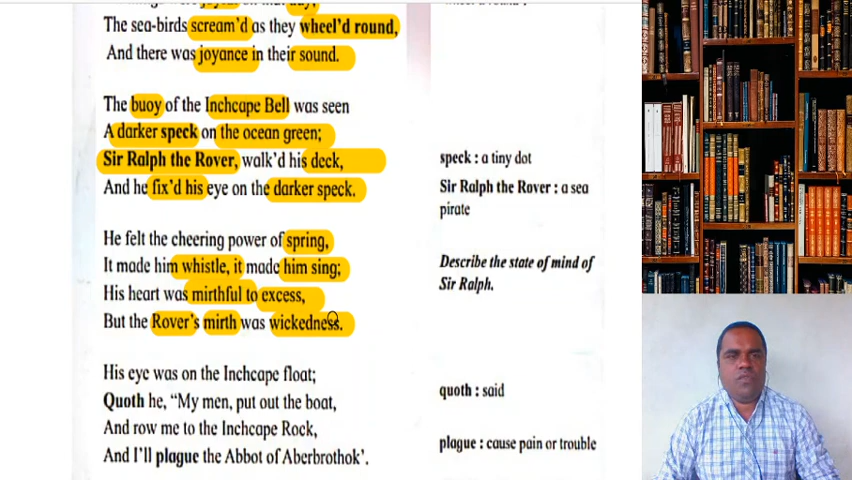 The sea-birds scream'd as they wheel'd round,
And there was joyance in their sound.
The buoy of the Inchcape Bell was seen
A darker speck on the ocean green;
Sir Ralph the Rover, walk'd his deck,
And he fix'd his eye on the darker speck.
speck : a tiny dot
Sir Ralph the Rover : a sea
pirate
He felt the cheering power of spring,
It made him whistle, it made him sing;
His heart was mirthful to excess,
But the Rover's mirth was wickedness.
Describe the state of mind of
Sir Ralph.
His eye was on the Inchcape float;
Quoth he, “My men, put out the boat,
And row me to the Inchcape Rock,
And I'll plague the Abbot of Aberbrothok'.
quoth : said
plague : cause pain or trouble